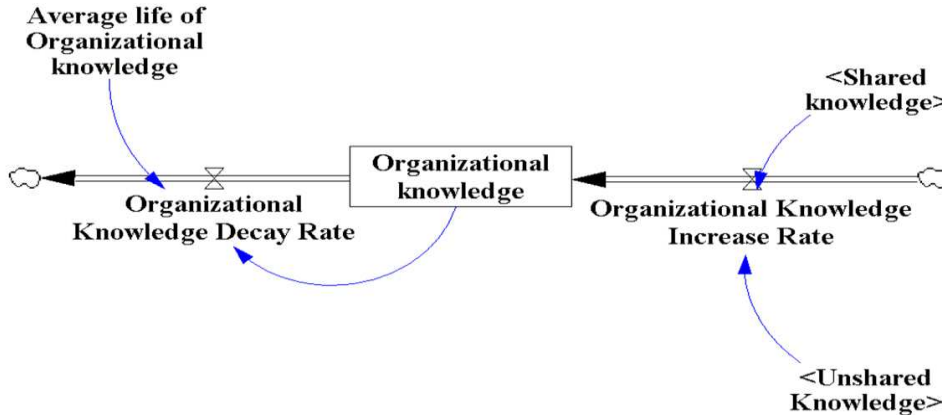 Average life of
Organizational
knowledge
<Shared
knowledge>
Organizational
knowledge
Organizational
Knowledge Decay Rate
Organizational Knowledge
Increase Rate
<Unshared
Knowledge>